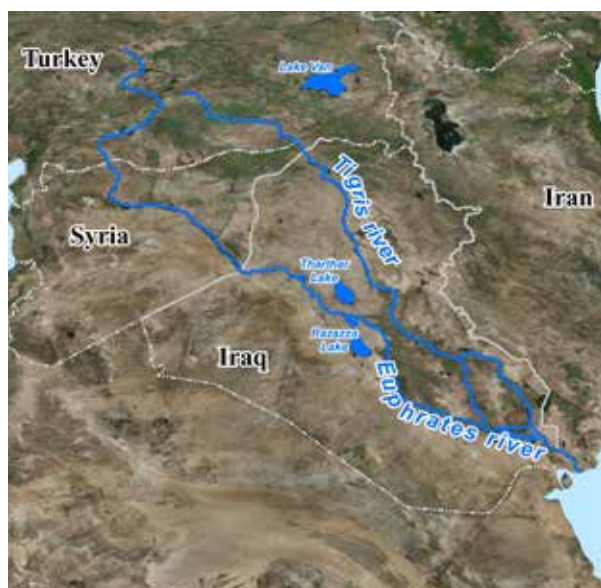 Turkey
Lake Van
Tigris river
Iran
Syria
Tharthar
Lake
Razazza
Lake
Iraq
Euphrates river